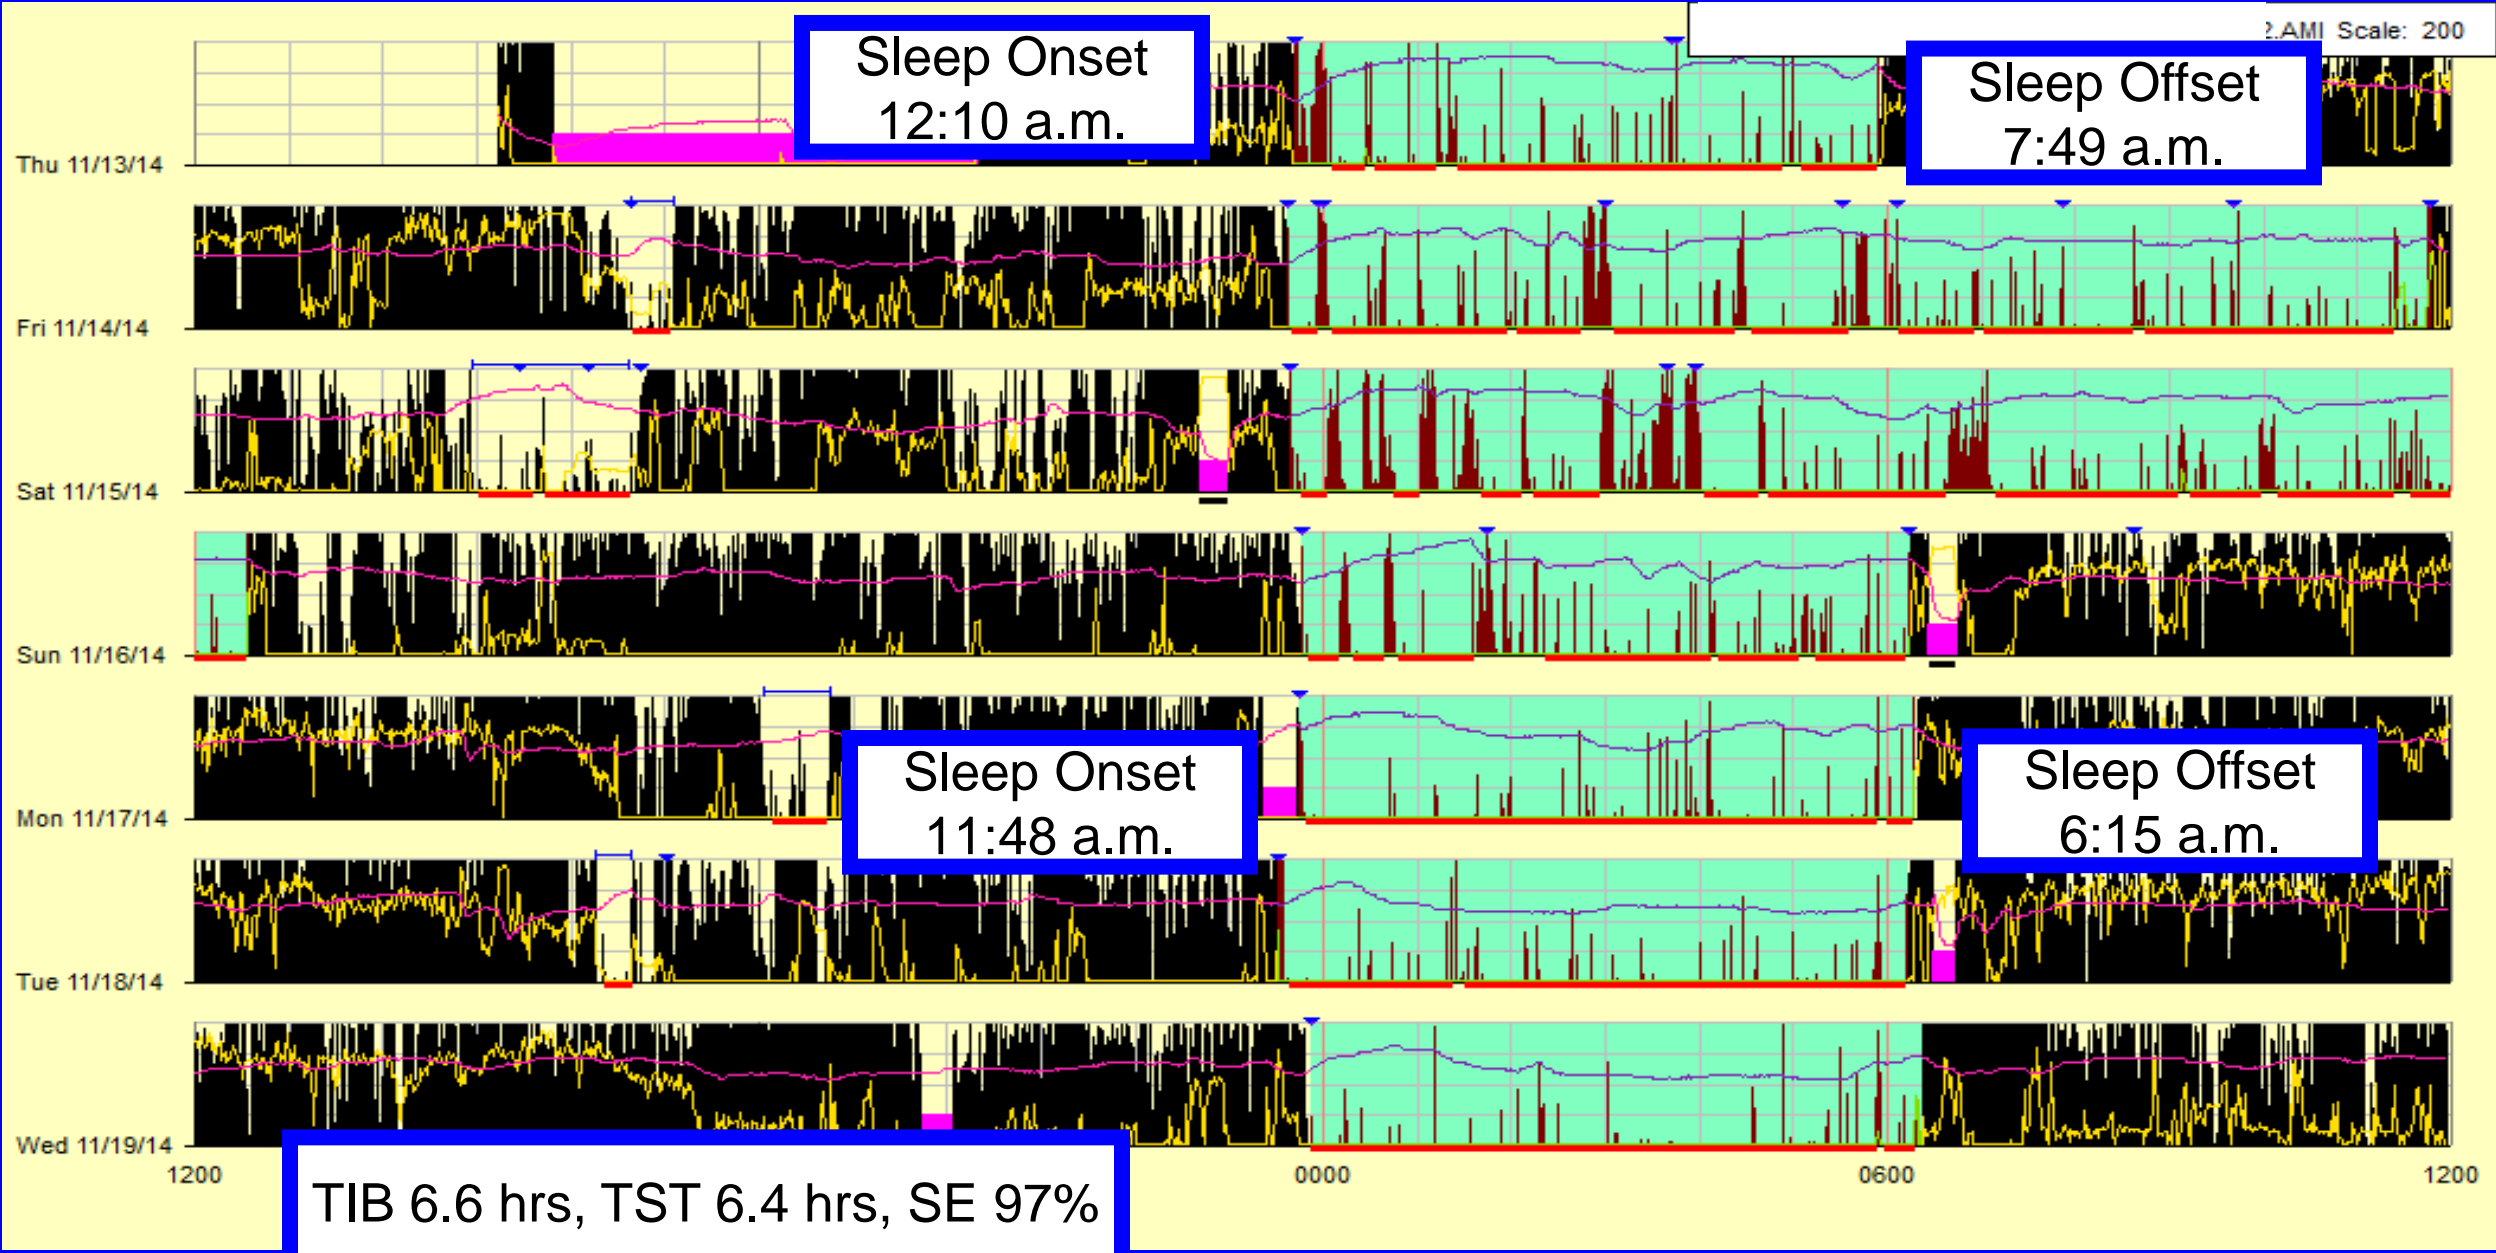 2.AMI Scale: 200
Sleep Onset
12:10 a.m.
Sleep Offset
7:49 a.m.
Thu 11/13/14
Fri 11/14/14
Sat 11/15/14
Sun 11/16/14
Mon 11/17/14
Sleep Onset
11:48 a.m.
Sleep Offset
6:15 a.m.
Tue 11/18/14
Wed 11/19/14
1200 0000 0600 1200
TIB 6.6 hrs, TST 6.4 hrs, SE 97%